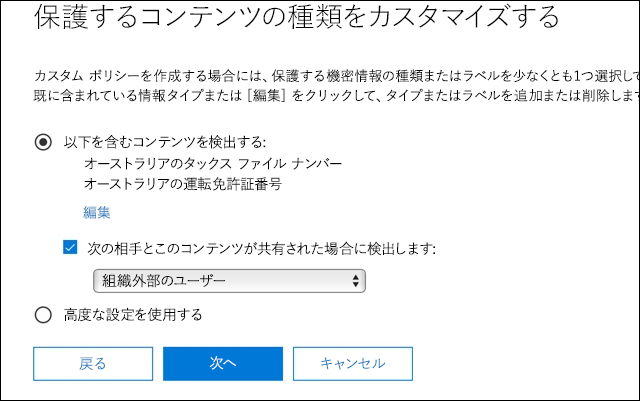 保護するコンテンツの種類をカスタマイズする
カスタム ポリシーを作成する場合には、保護する機密情報の種類またはラベルを少なくとも1つ選択して
既に含まれている情報タイプまたは [編集] をクリックして、タイプまたはラベルを追加または削除します
以下を含むコンテンツを検出する:
オーストラリアのタックス ファイル ナンバー
オーストラリアの運転免許証番号
編集
次の相手とこのコンテンツが共有された場合に検出します:
組織外部のユーザー
高度な設定を使用する
戻る
次へ
キャンセル